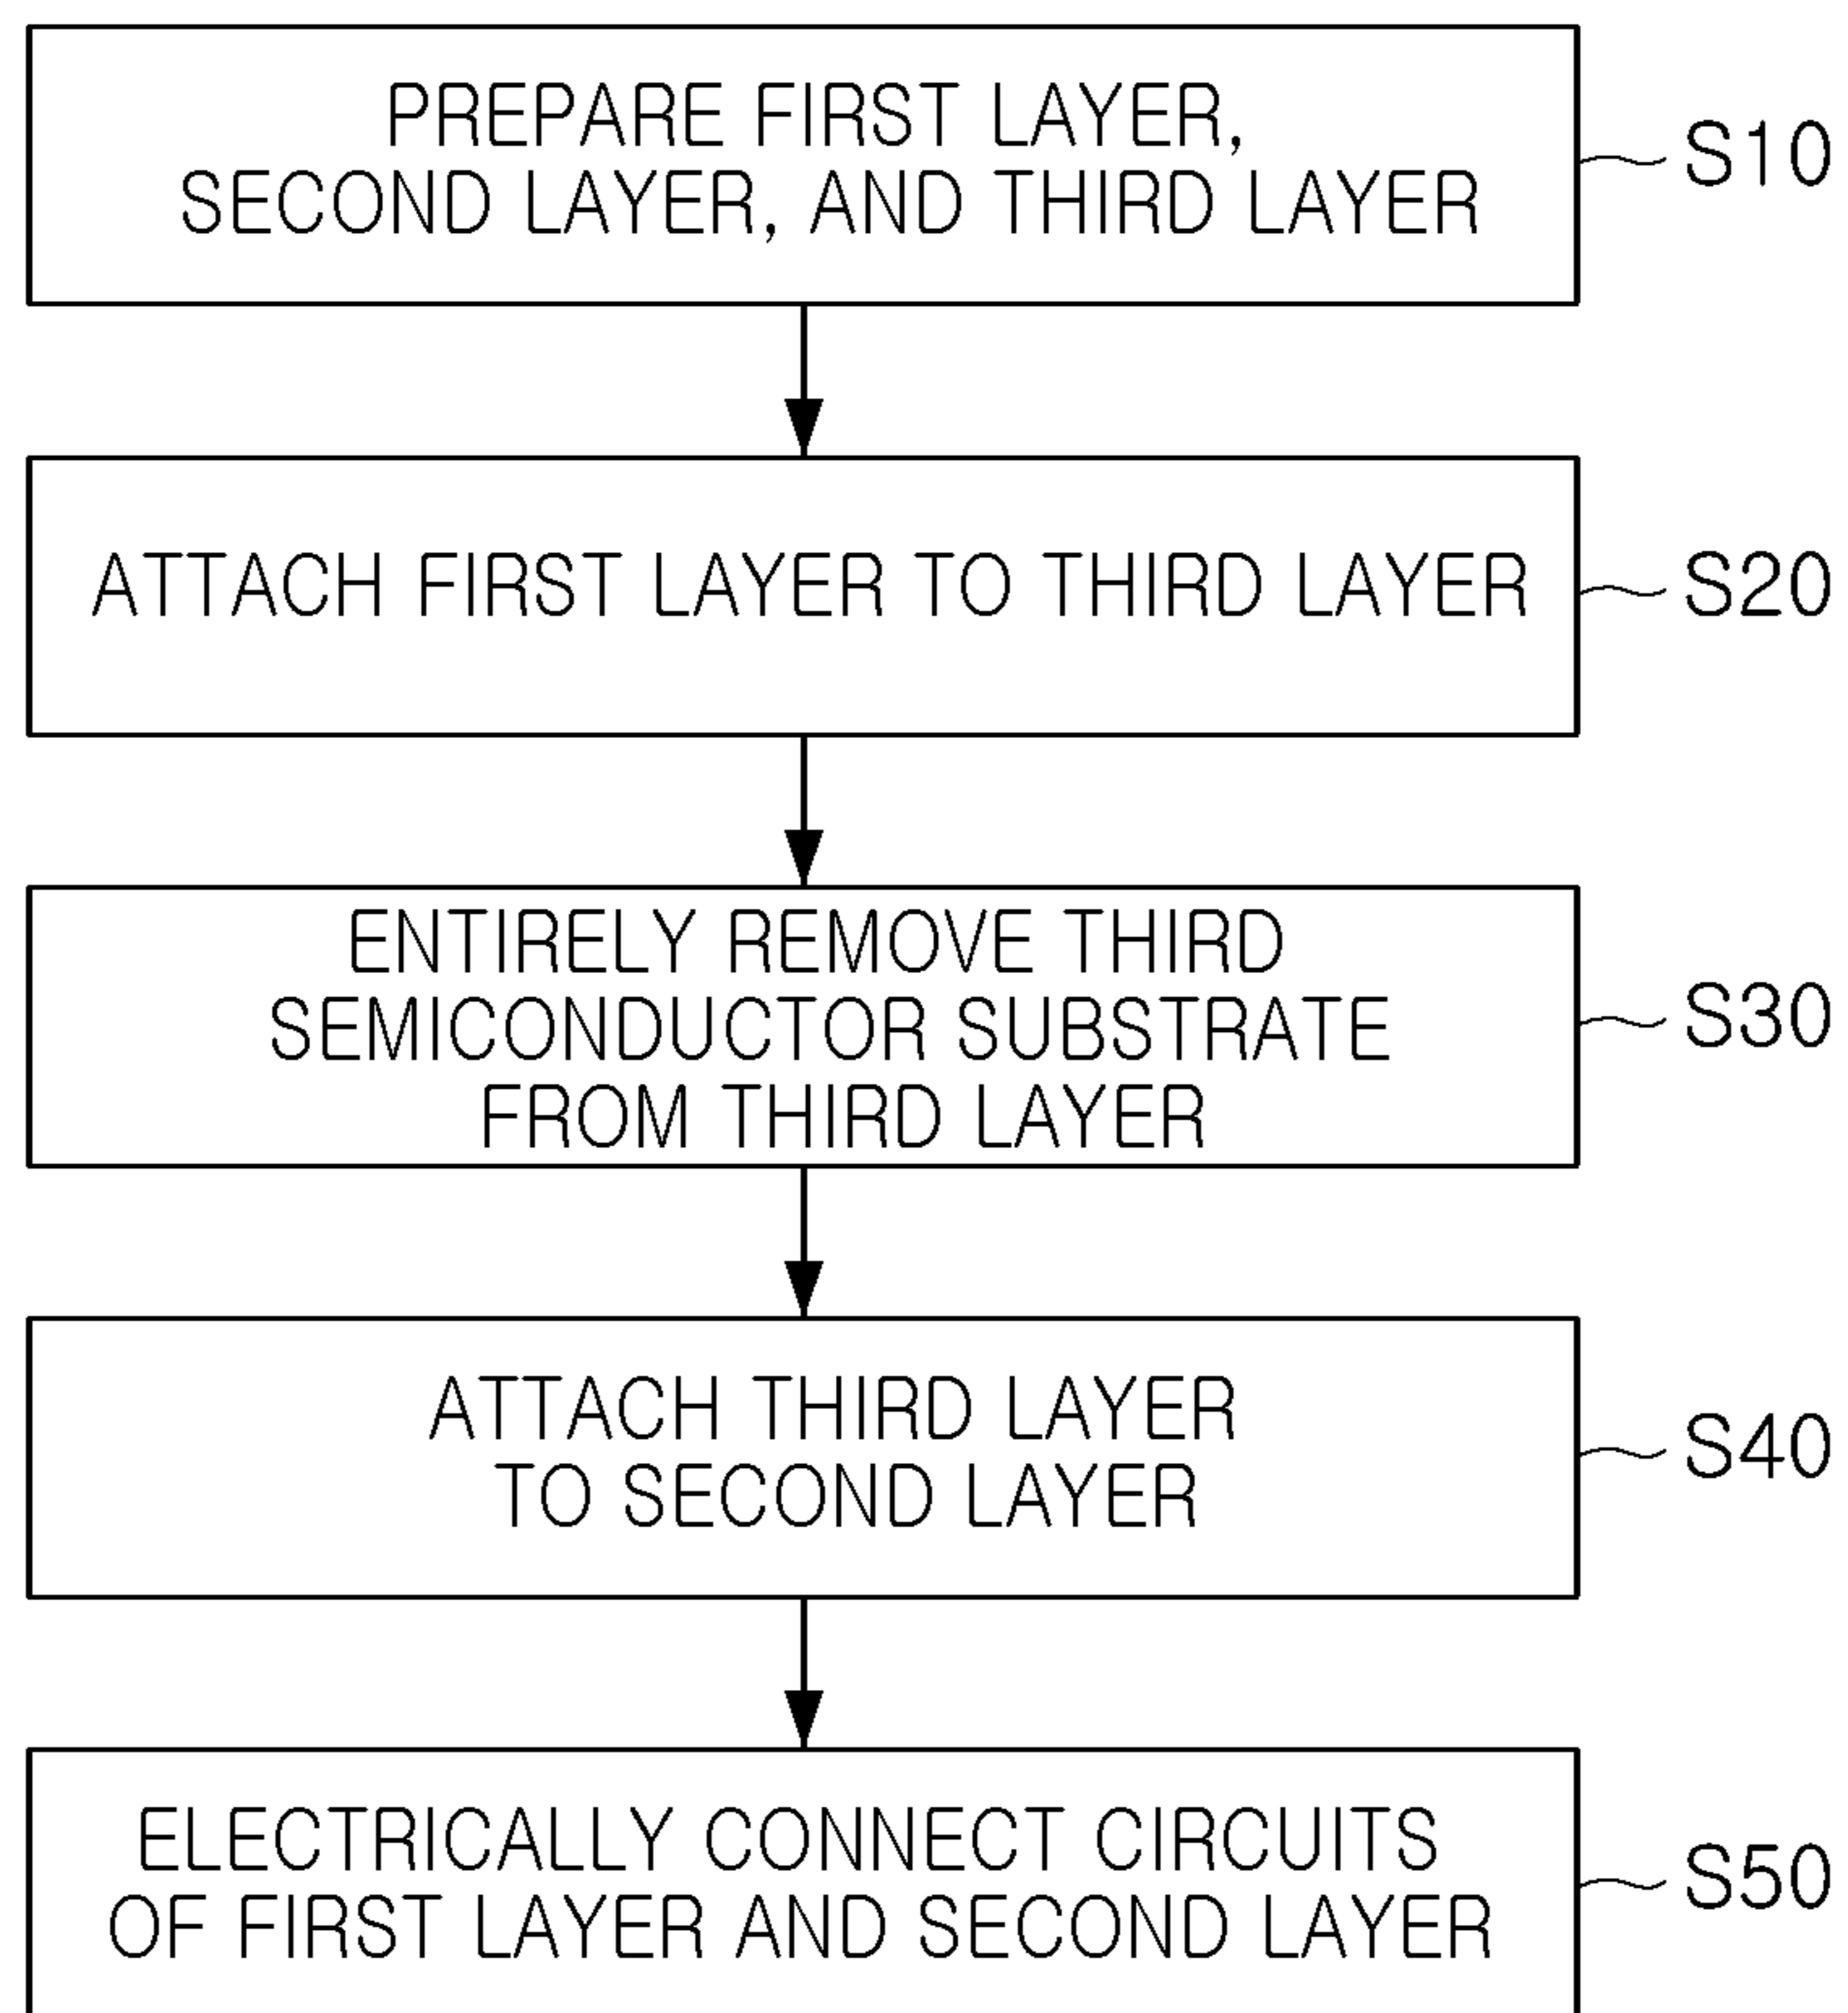 PREPARE FIRST LAYER,
SECOND LAYER, AND THIRD LAYER
S10
ATTACH FIRST LAYER TO THIRD LAYER
S20
ENTIRELY REMOVE THIRD
SEMICONDUCTOR SUBSTRATE
FROM THIRD LAYER
S30
ATTACH THIRD LAYER
TO SECOND LAYER
S40
ELECTRICALLY CONNECT CIRCUITS
OF FIRST LAYER AND SECOND LAYER
S50